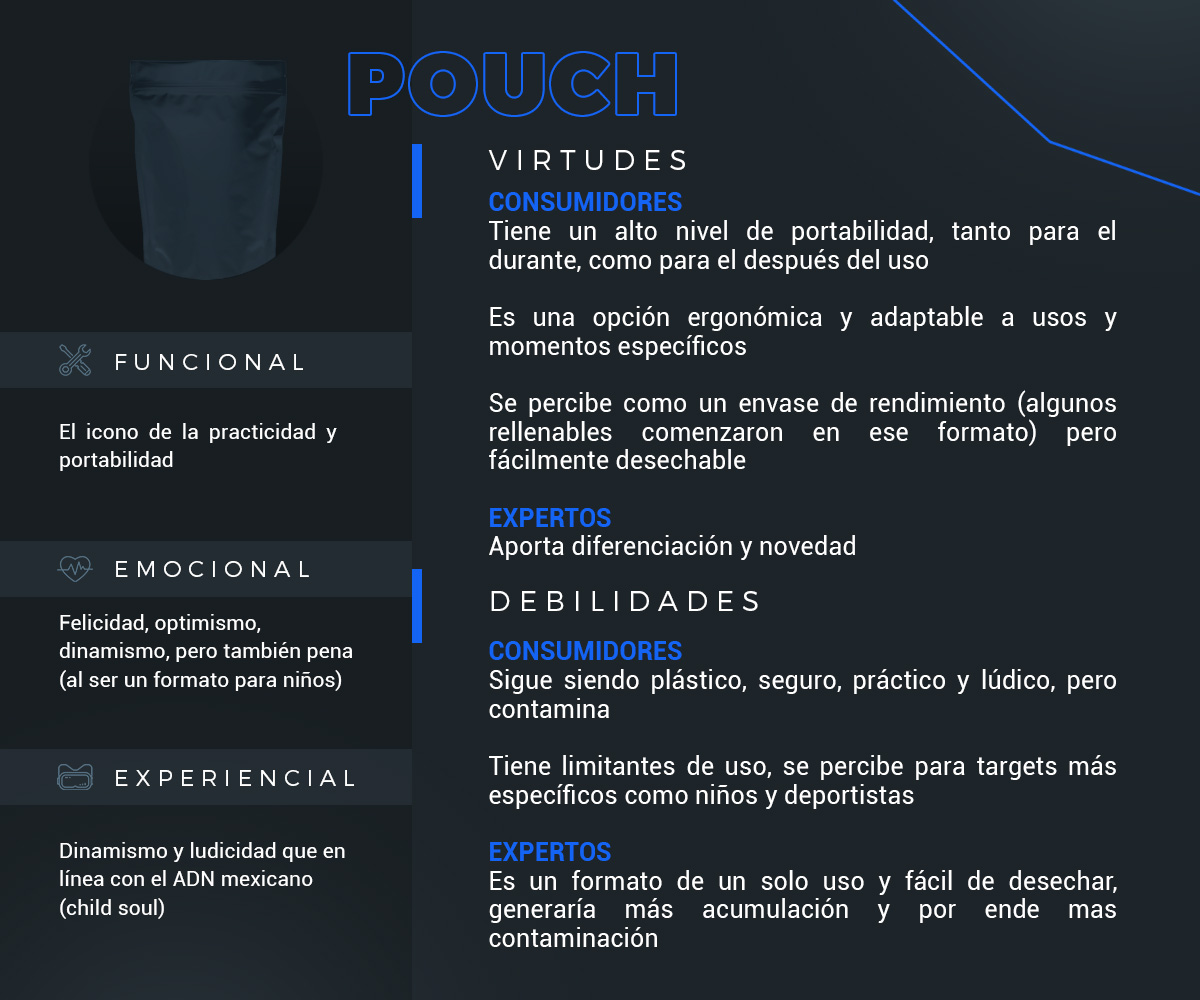 POUCH
FUNCIONAL
El icono de la practicidad y
portabilidad
EMOCIONAL
Felicidad, optimismo,
dinamismo, pero también pena
(al ser un formato para niños)
EXPERIENCIAL
Dinamismo y ludicidad que en
línea con el ADN mexicano
(child soul)
VIRTUDES
CONSUMIDORES
Tiene un alto nivel de portabilidad, tanto para el
durante, como para el después del uso
Es una opción ergonómica y adaptable a usos y
momentos específicos
Se percibe como un envase de rendimiento (algunos
rellenables comenzaron en ese formato) pero
fácilmente desechable
EXPERTOS
Aporta diferenciación y novedad
DEBILIDADES
CONSUMIDORES
Sigue siendo plástico, seguro, práctico y lúdico, pero
contamina
Tiene limitantes de uso, se percibe para targets más
específicos como niños y deportistas
EXPERTOS
Es un formato de un solo uso y fácil de desechar,
generaría más acumulación y por ende mas
contaminación